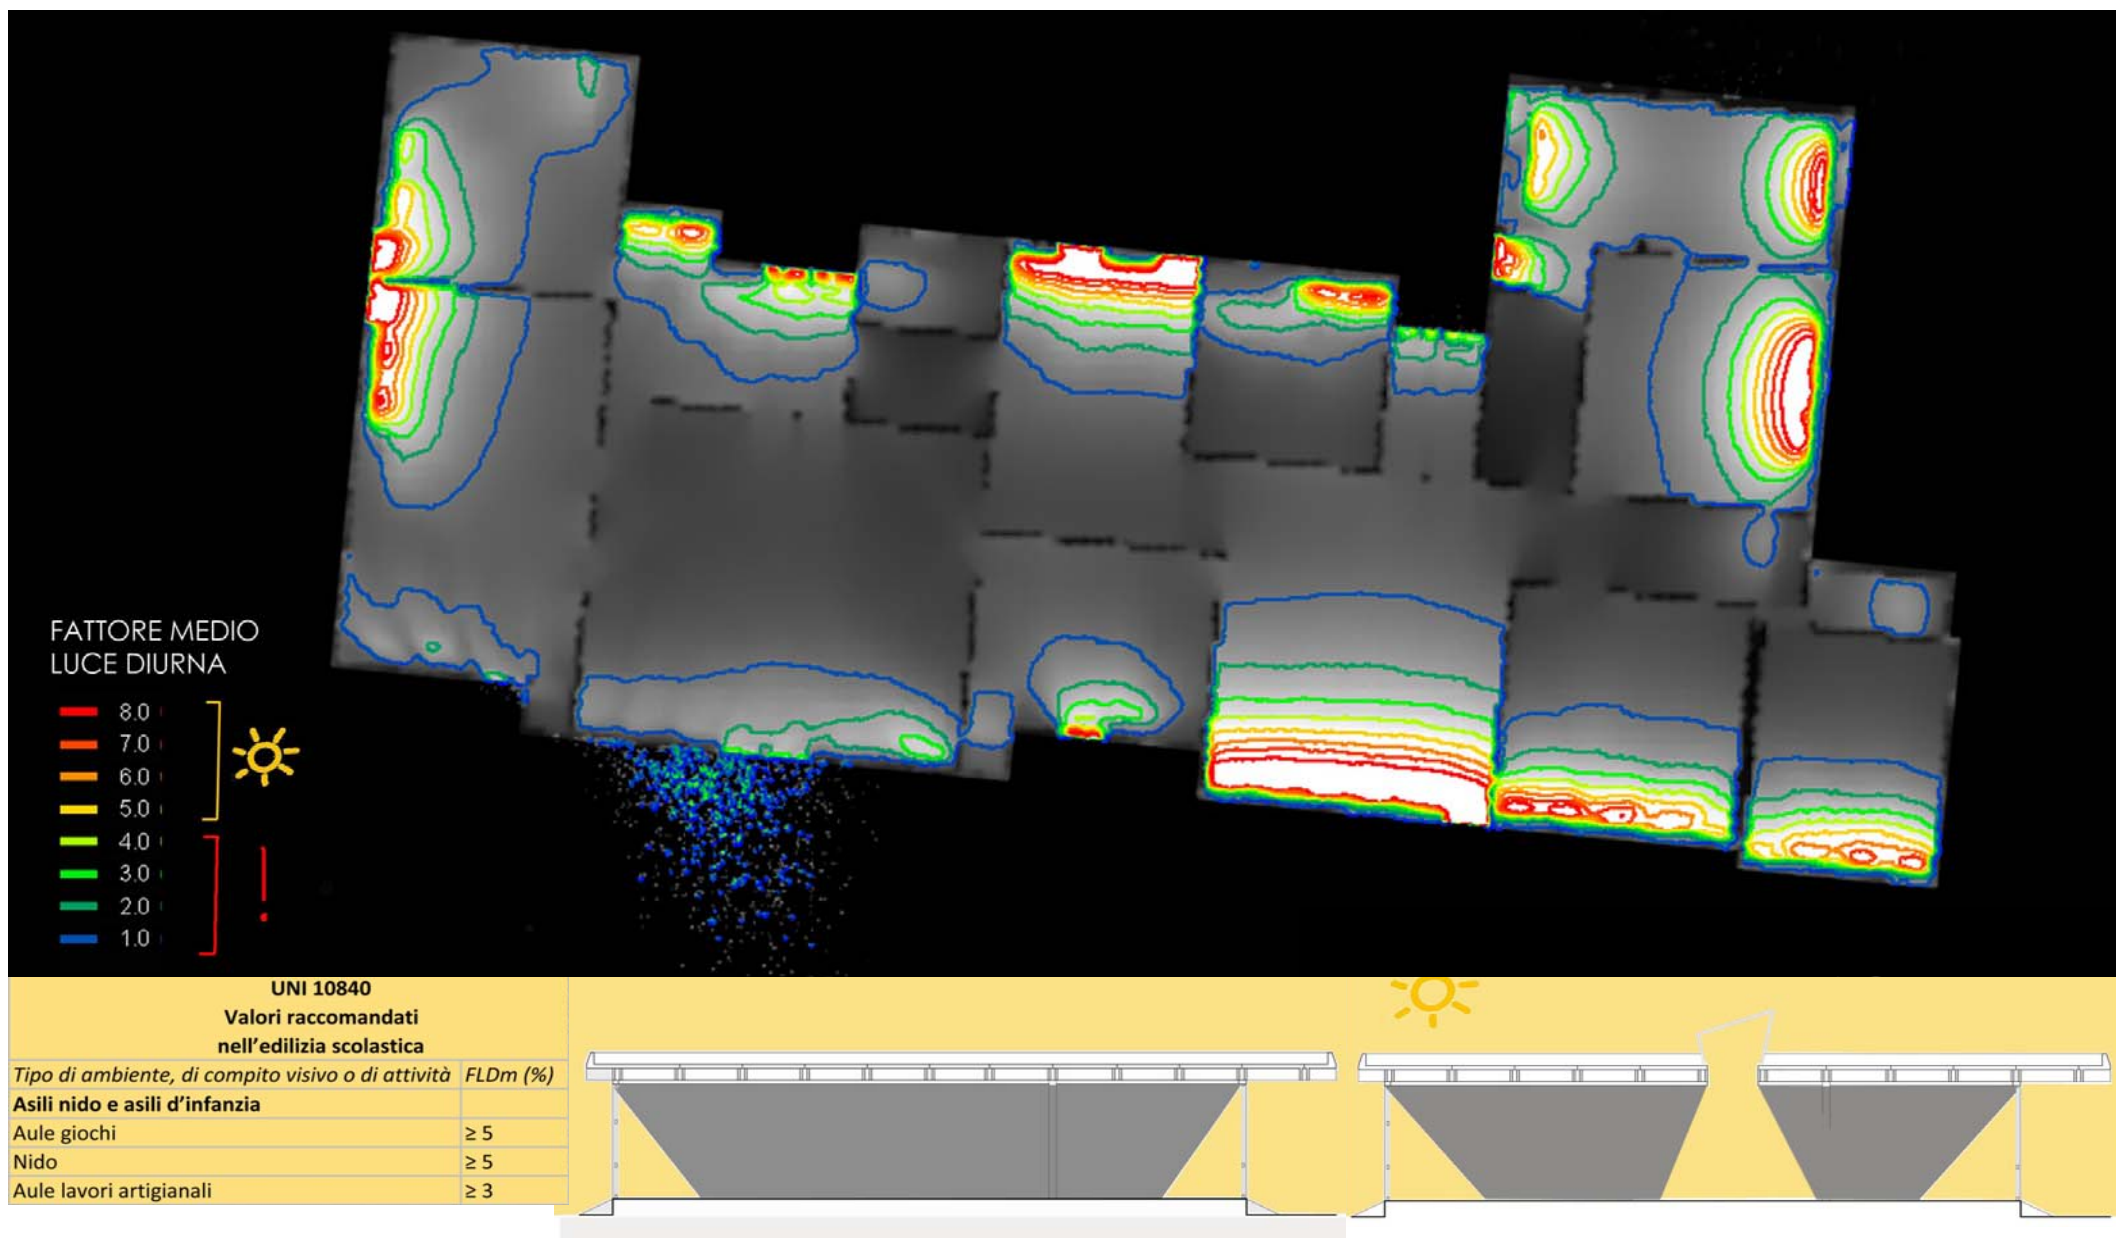 FATTORE MEDIO
LUCE DIURNA
8.0
7.0
6.0
5.0
4.0
3.0
2.0
1.0
!
UNI 10840
Valori raccomandati
nell'edilizia scolastica
Tipo di ambiente, di compito visivo o di attività FLDm (%)
Asili nido e asili d'infanzia
Aule giochi ≥ 5
Nido ≥ 5
Aule lavori artigianali ≥ 3